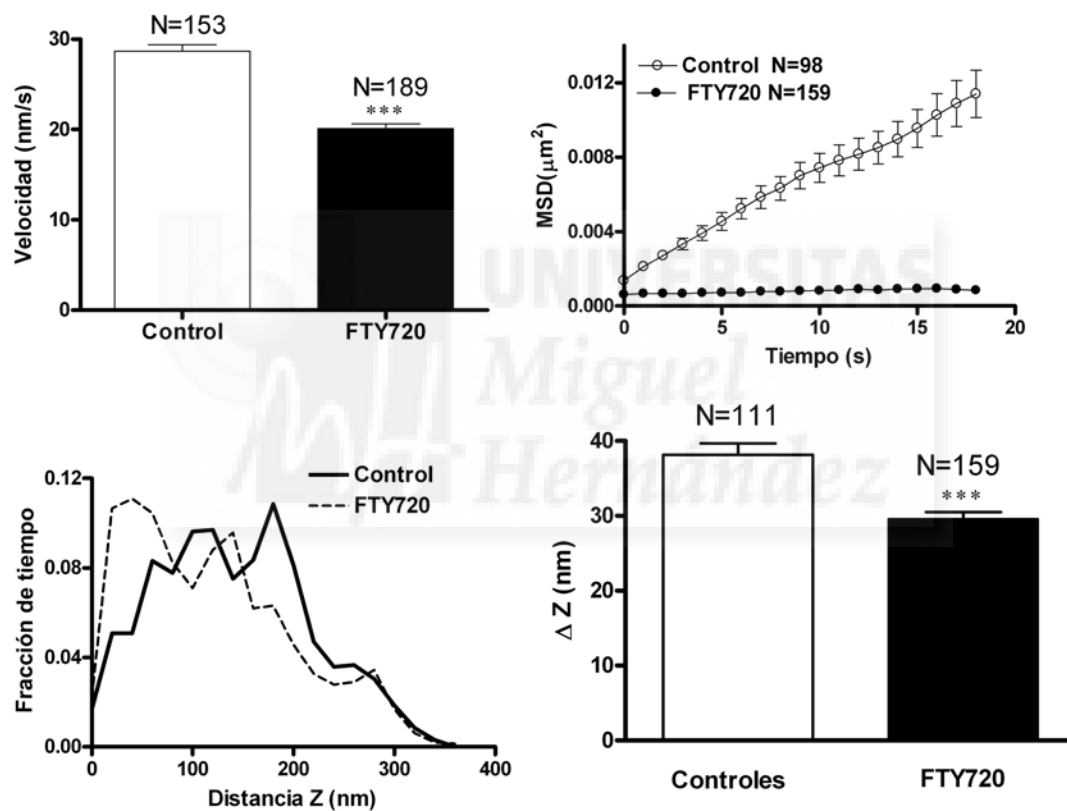 N=153
N=189
***
30
20
10
0
Velocidad (nm/s)
Control
FTY720
Control N=98
FTY720 N=159
0.012
0.008
0.004
0.000
MSD(μm²)
0
5
10
15
20
Tiempo (s)
UNIVERSITAS
Miguel
Hernández
Control
FTY720
0.12
0.08
0.04
0.00
Fracción de tiempo
0
100
200
300
400
Distancia Z (nm)
N=111
N=159
***
40
30
20
10
0
Δ Z (nm)
Controles
FTY720